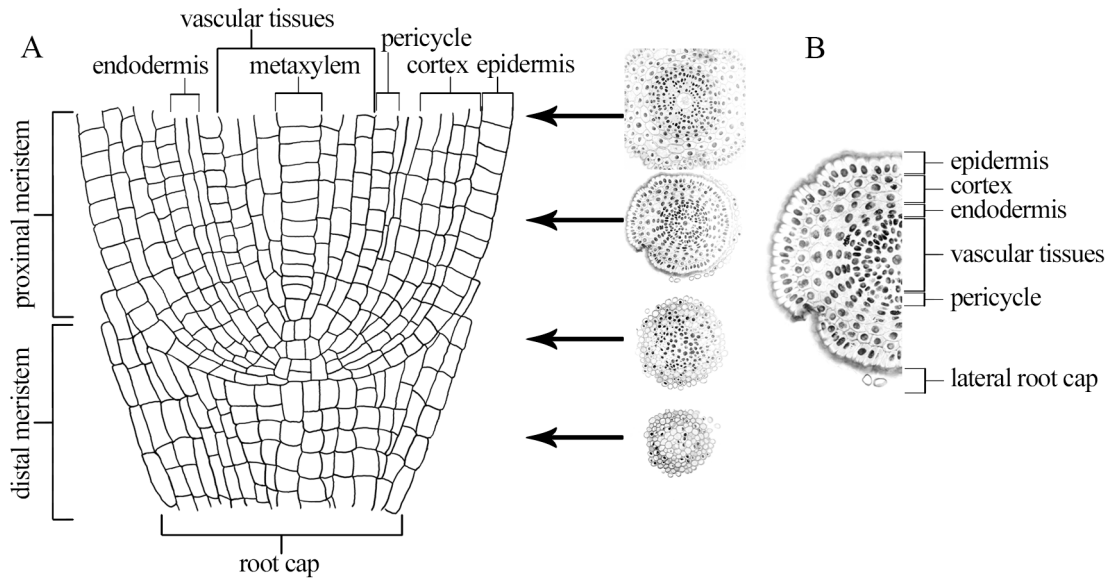 A
vascular tissues
pericycle
endodermis
metaxylem
cortex
epidermis
proximal meristem
distal meristem
root cap
B
epidermis
cortex
endodermis
vascular tissues
pericycle
lateral root cap